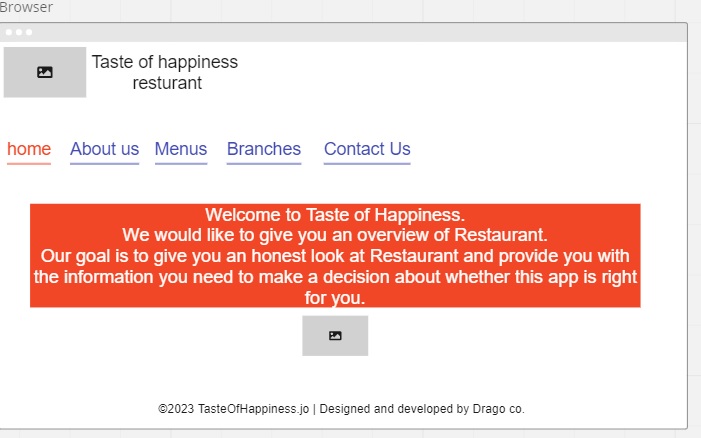 Browser
Taste of happiness
resturant
home About us Menus Branches Contact Us
Welcome to Taste of Happiness.
We would like to give you an overview of Restaurant.
Our goal is to give you an honest look at Restaurant and provide you with
the information you need to make a decision about whether this app is right
for you.
©2023 TasteOfHappiness.jo | Designed and developed by Drago co.